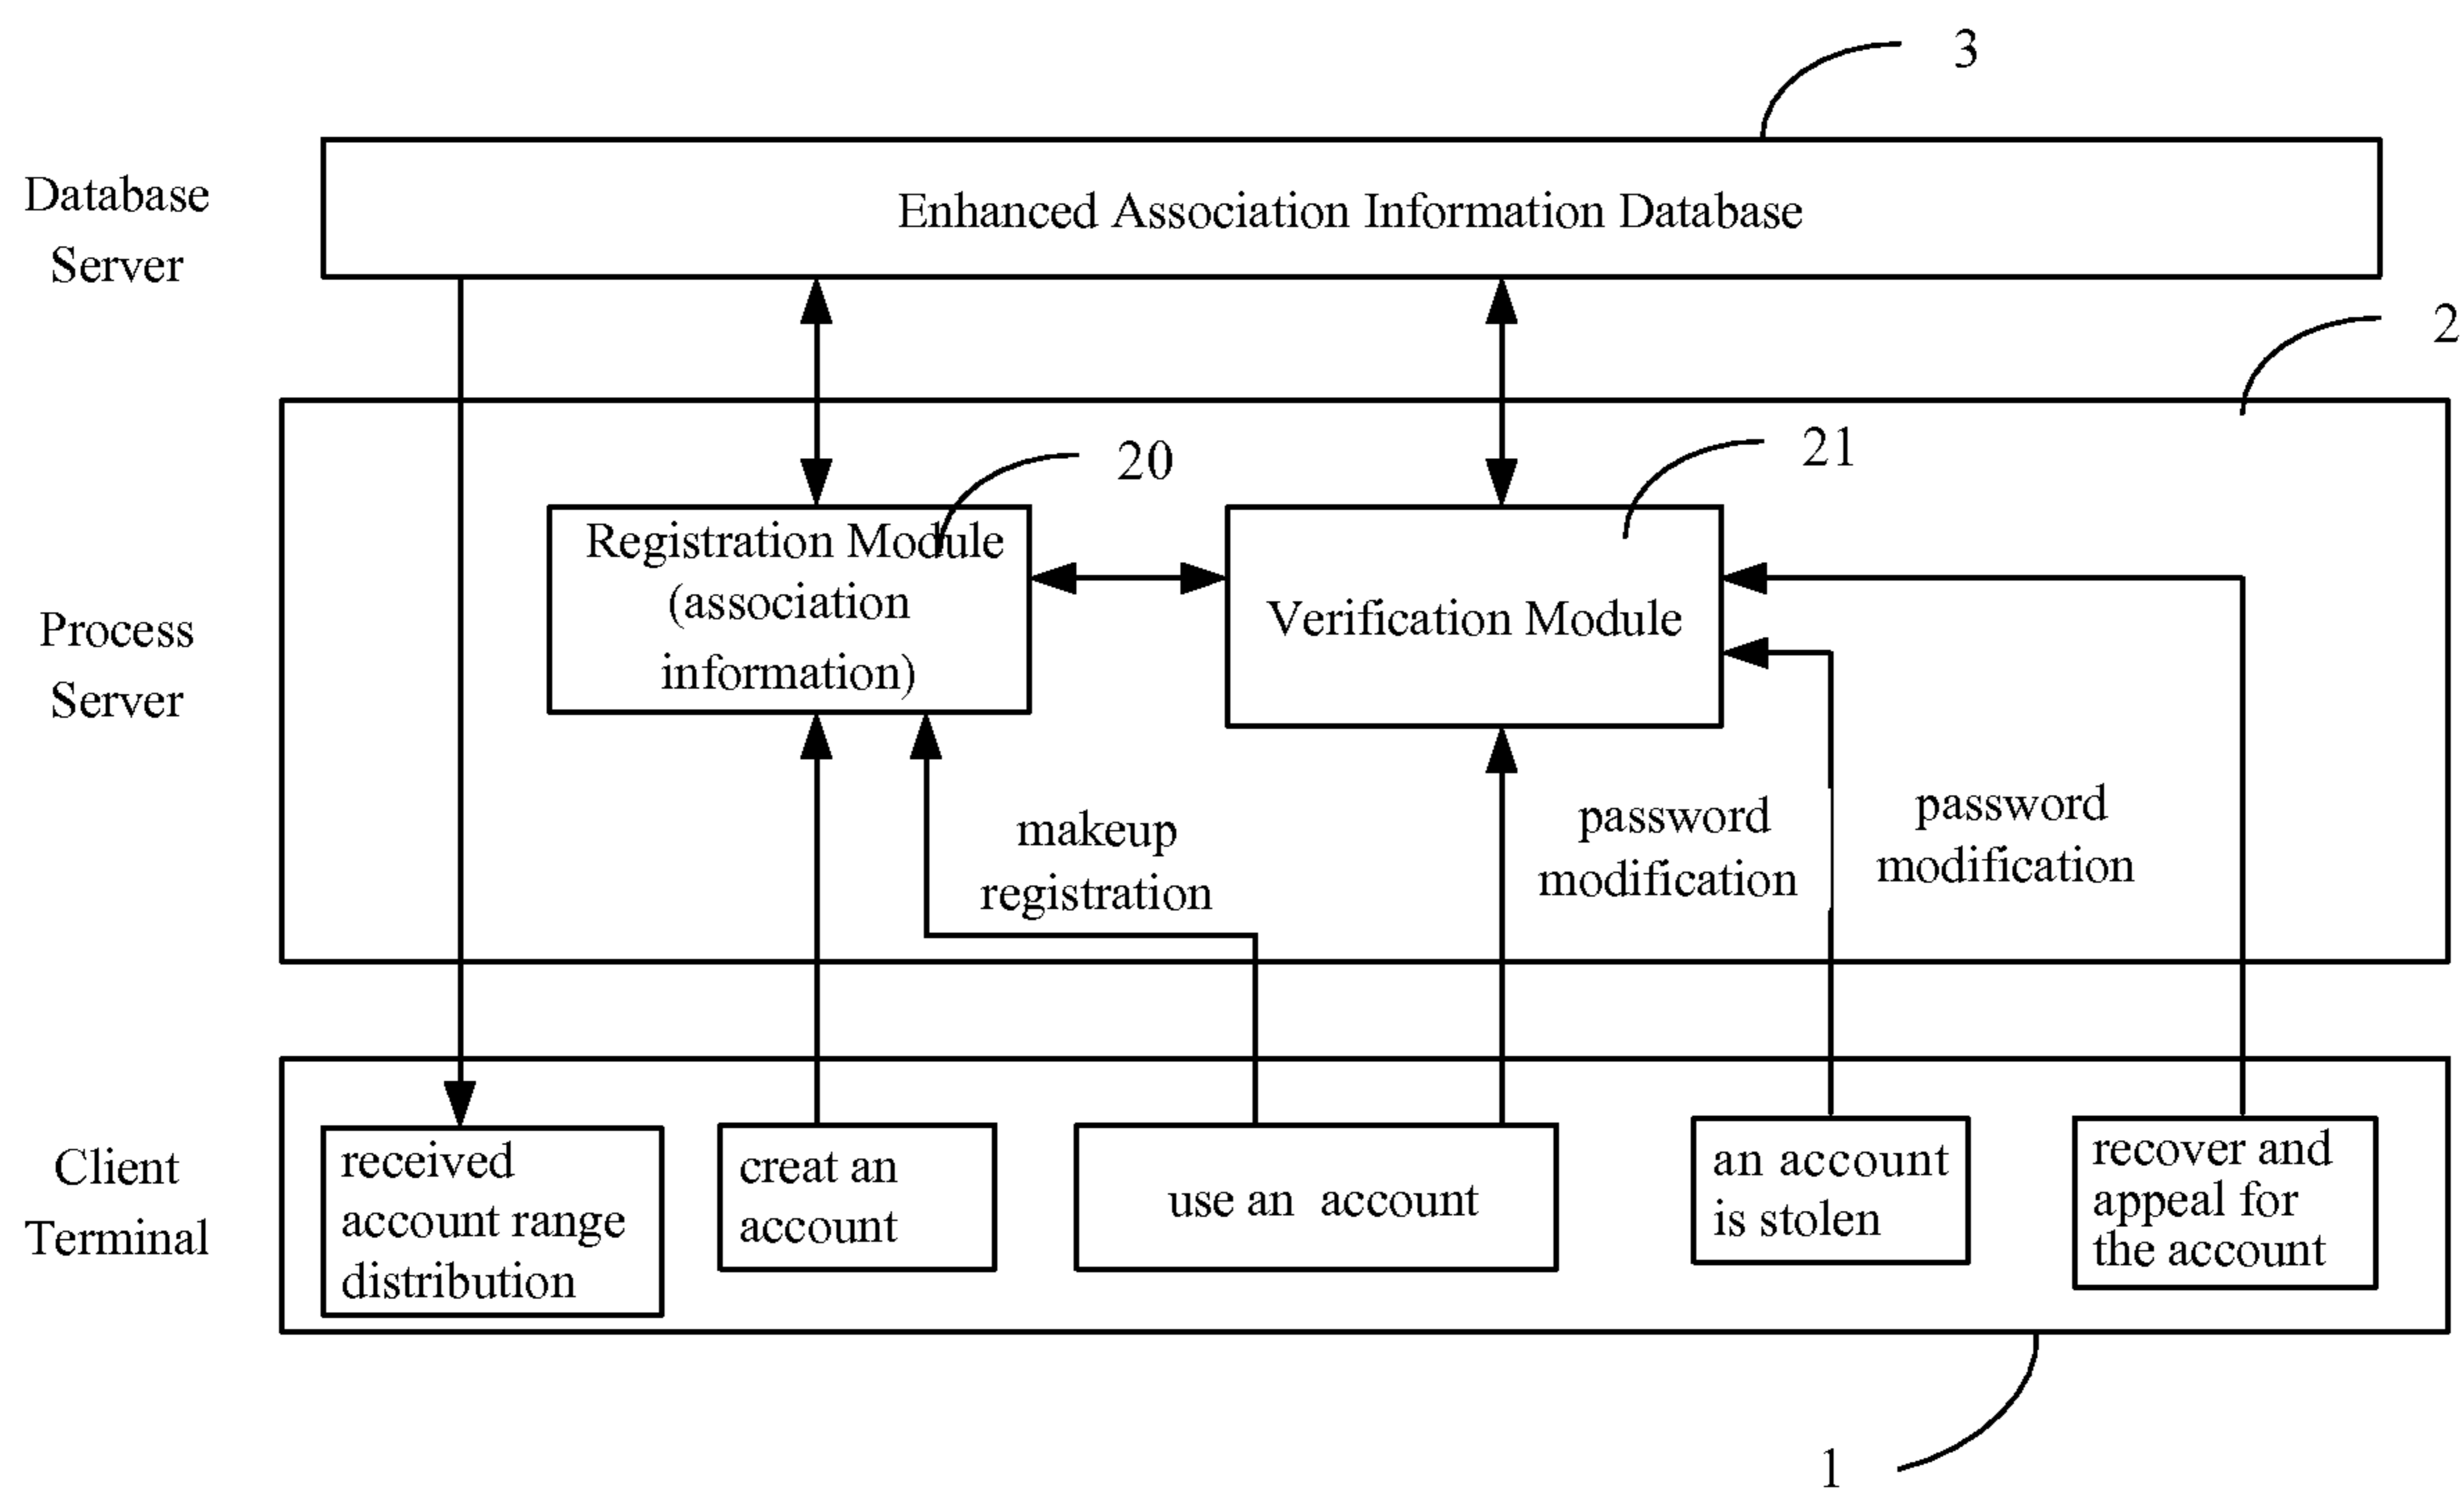 3
Database
Server
Enhanced Association Information Database
2
20
21
Process
Server
Registration Module
(association
information)
Verification Module
makeup
registration
password
modification
password
modification
Client
Terminal
received
account range
distribution
creat an
account
use an account
an account
is stolen
recover and
appeal for
the account
1